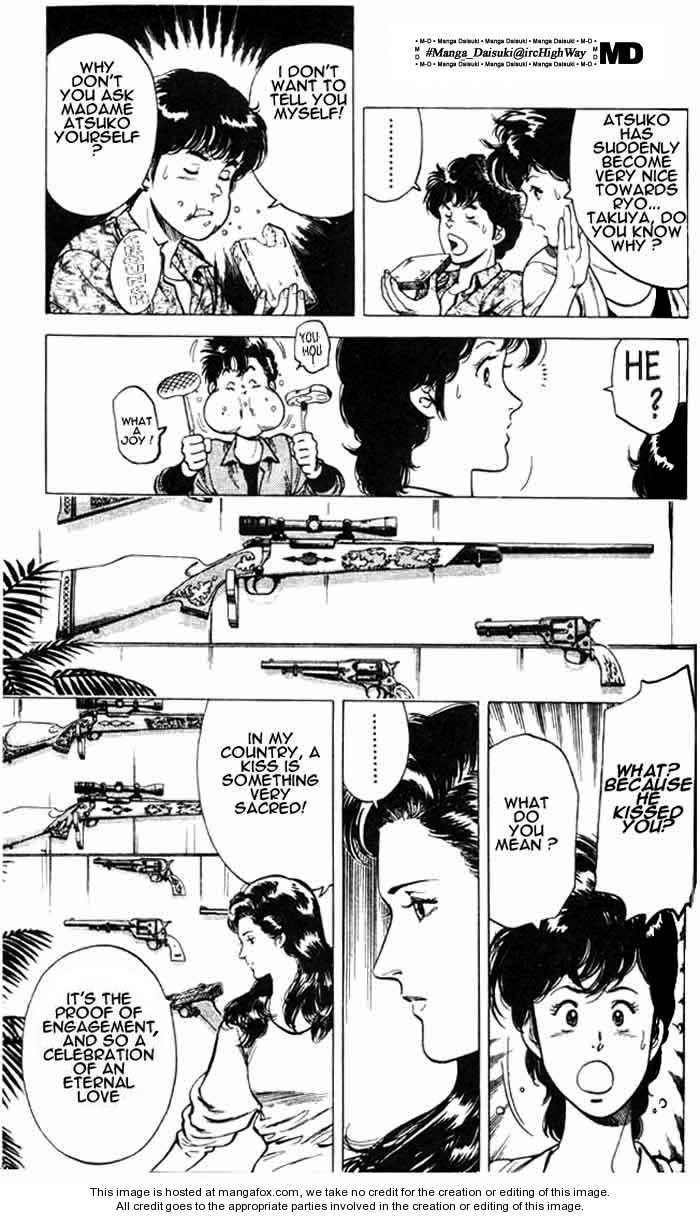 • M-D • Manga Daisuki • Manga Daisuki • Manga Daisuki • M-D •
#Manga_Daisuki@ircHighWay
MD
• M-D • Manga Daisuki • Manga Daisuki • Manga Daisuki • M-D •
ATSUKO
HAS
SUDDENLY
BECOME
VERY NICE
TOWARDS
RYO...
TAKUYA, DO
YOU KNOW
WHY ?
.........
I DON'T
WANT TO
TELL YOU
MYSELF!
WHY
DON'T
YOU ASK
MADAME
ATSUKO
YOURSELF
?
HE
?
YOU
HOU
WHAT
A
JOY !
WHAT?
BECAUSE
HE
KISSED
YOU?
WHAT
DO
YOU
MEAN ?
.........
IN MY
COUNTRY, A
KISS IS
SOMETHING
VERY
SACRED!
IT'S THE
PROOF OF
ENGAGEMENT,
AND SO A
CELEBRATION
OF AN
ETERNAL
LOVE
This image is hosted at mangafox.com, we take no credit for the creation or editing of this image.
All credit goes to the appropriate parties involved in the creation or editing of this image.